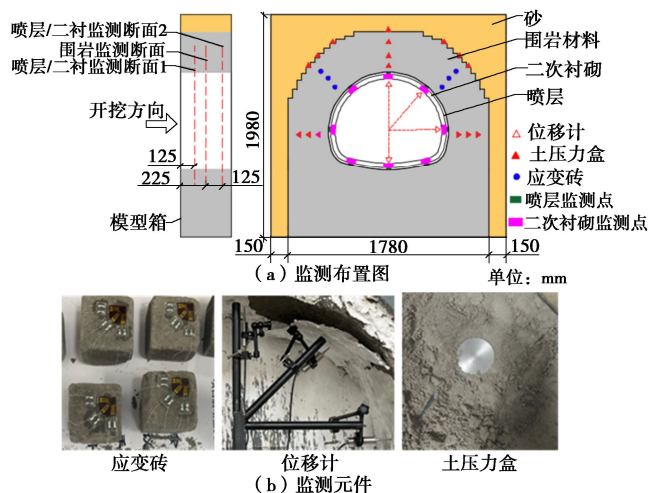 喷层/二衬监测断面2
围岩监测断面
喷层/二衬监测断面1
开挖方向
125
225
125
模型箱
1980
150
1780
150
砂
围岩材料
二次衬砌
喷层
位移计
土压力盒
应变砖
喷层监测点
二次衬砌监测点
(a)监测布置图
单位：mm
应变砖
位移计
土压力盒
(b)监测元件